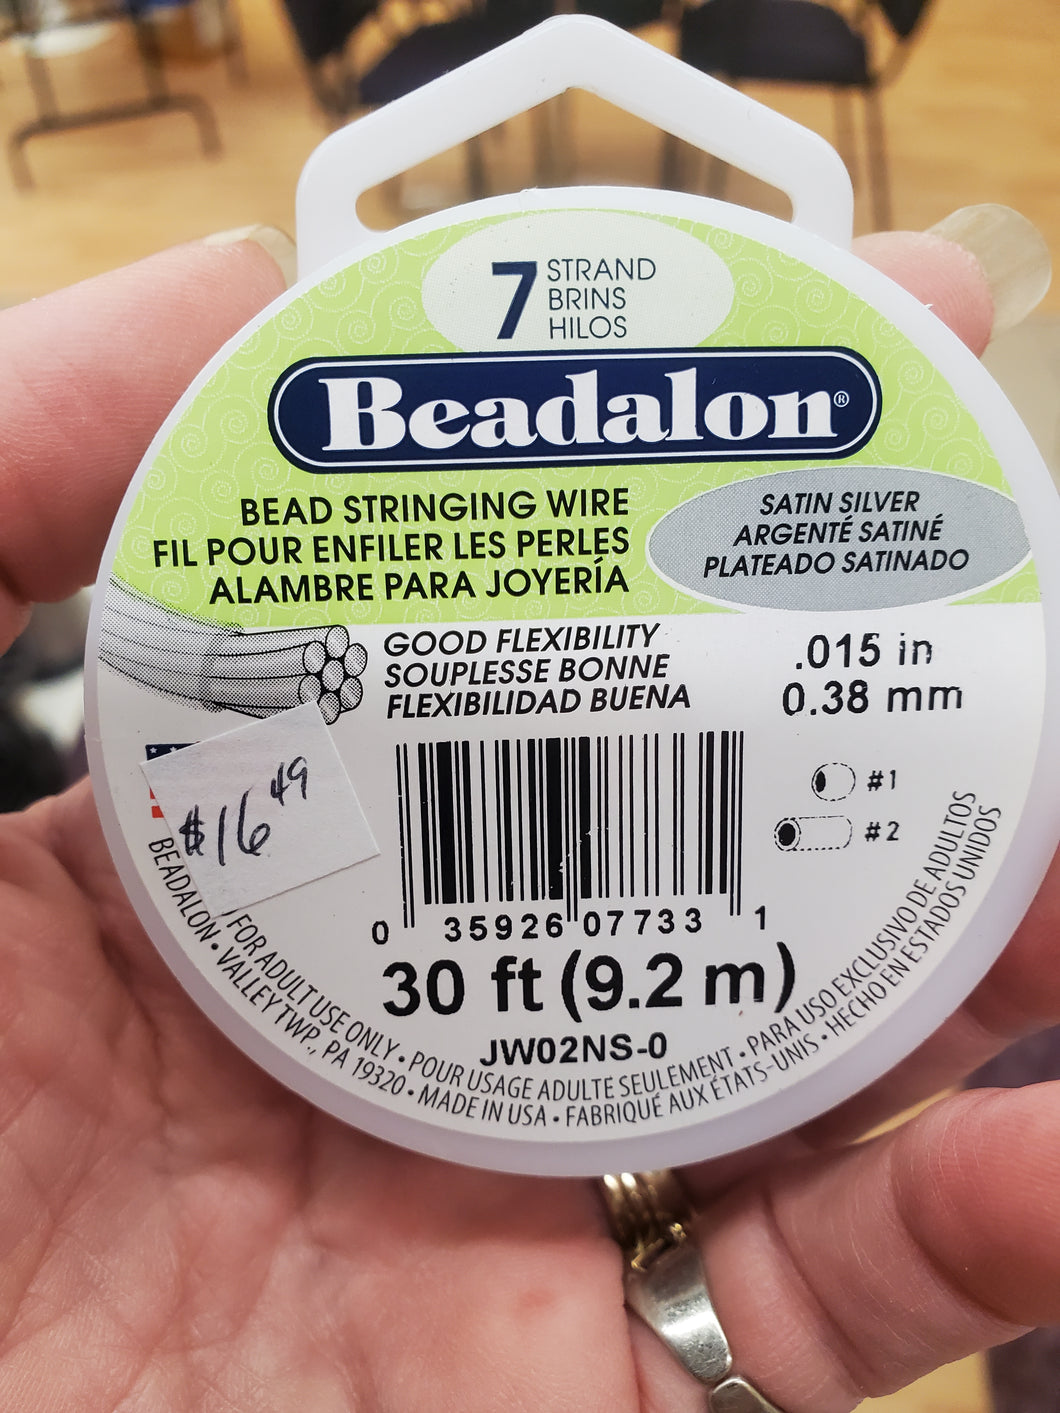 7 STRAND
BRINS
HILOS
Beadalon®
BEAD STRINGING WIRE
FIL POUR ENFILER LES PERLES
ALAMBRE PARA JOYERÍA
SATIN SILVER
ARGENTÉ SATINÉ
PLATEADO SATINADO
GOOD FLEXIBILITY
SOUPLESSE BONNE
FLEXIBILIDAD BUENA
.015 in
0.38 mm
$16 49
#1
#2
0 35926 07733 1
30 ft (9.2 m)
JW02NS-0
FOR ADULT USE ONLY • POUR USAGE ADULTE SEULEMENT • PARA USO EXCLUSIVO DE ADULTOS
BEADALON • VALLEY TWP., PA 19320 • MADE IN USA • FABRIQUÉ AUX ÉTATS-UNIS • HECHO EN ESTADOS UNIDOS